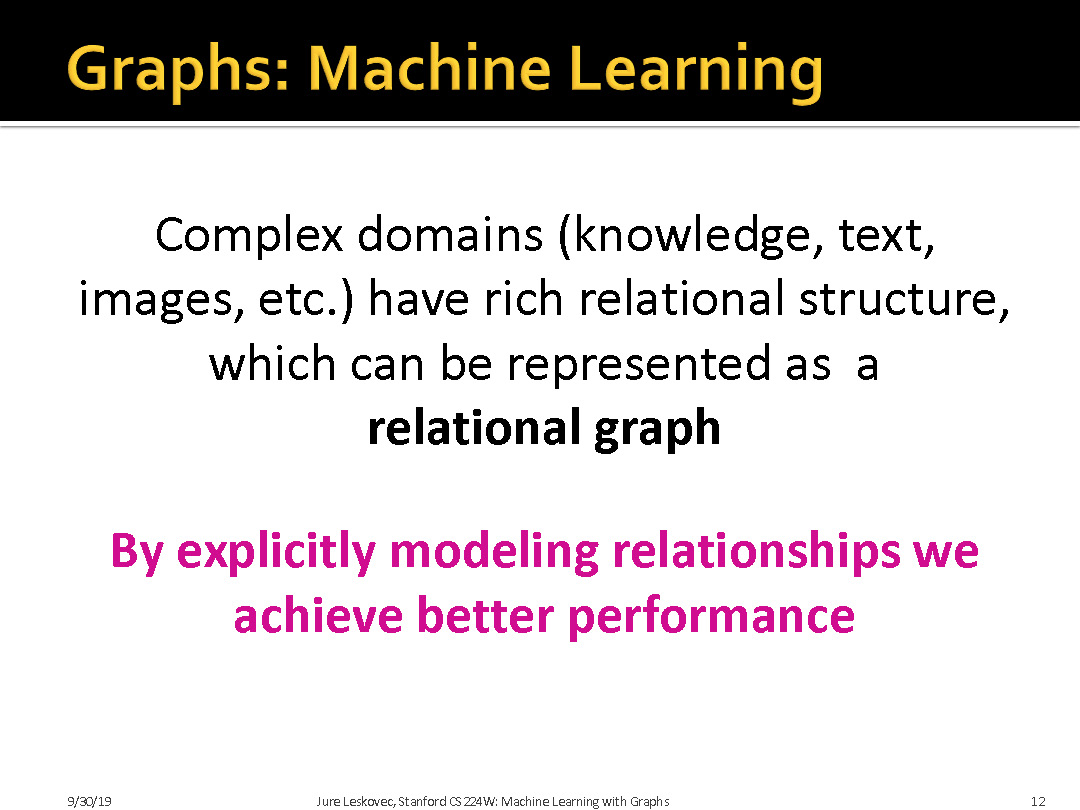 Graphs: Machine Learning
Complex domains (knowledge, text,
images, etc.) have rich relational structure,
which can be represented as  a
relational graph
By explicitly modeling relationships we
achieve better performance
9/30/19
Jure Leskovec, Stanford CS224W: Machine Learning with Graphs
12